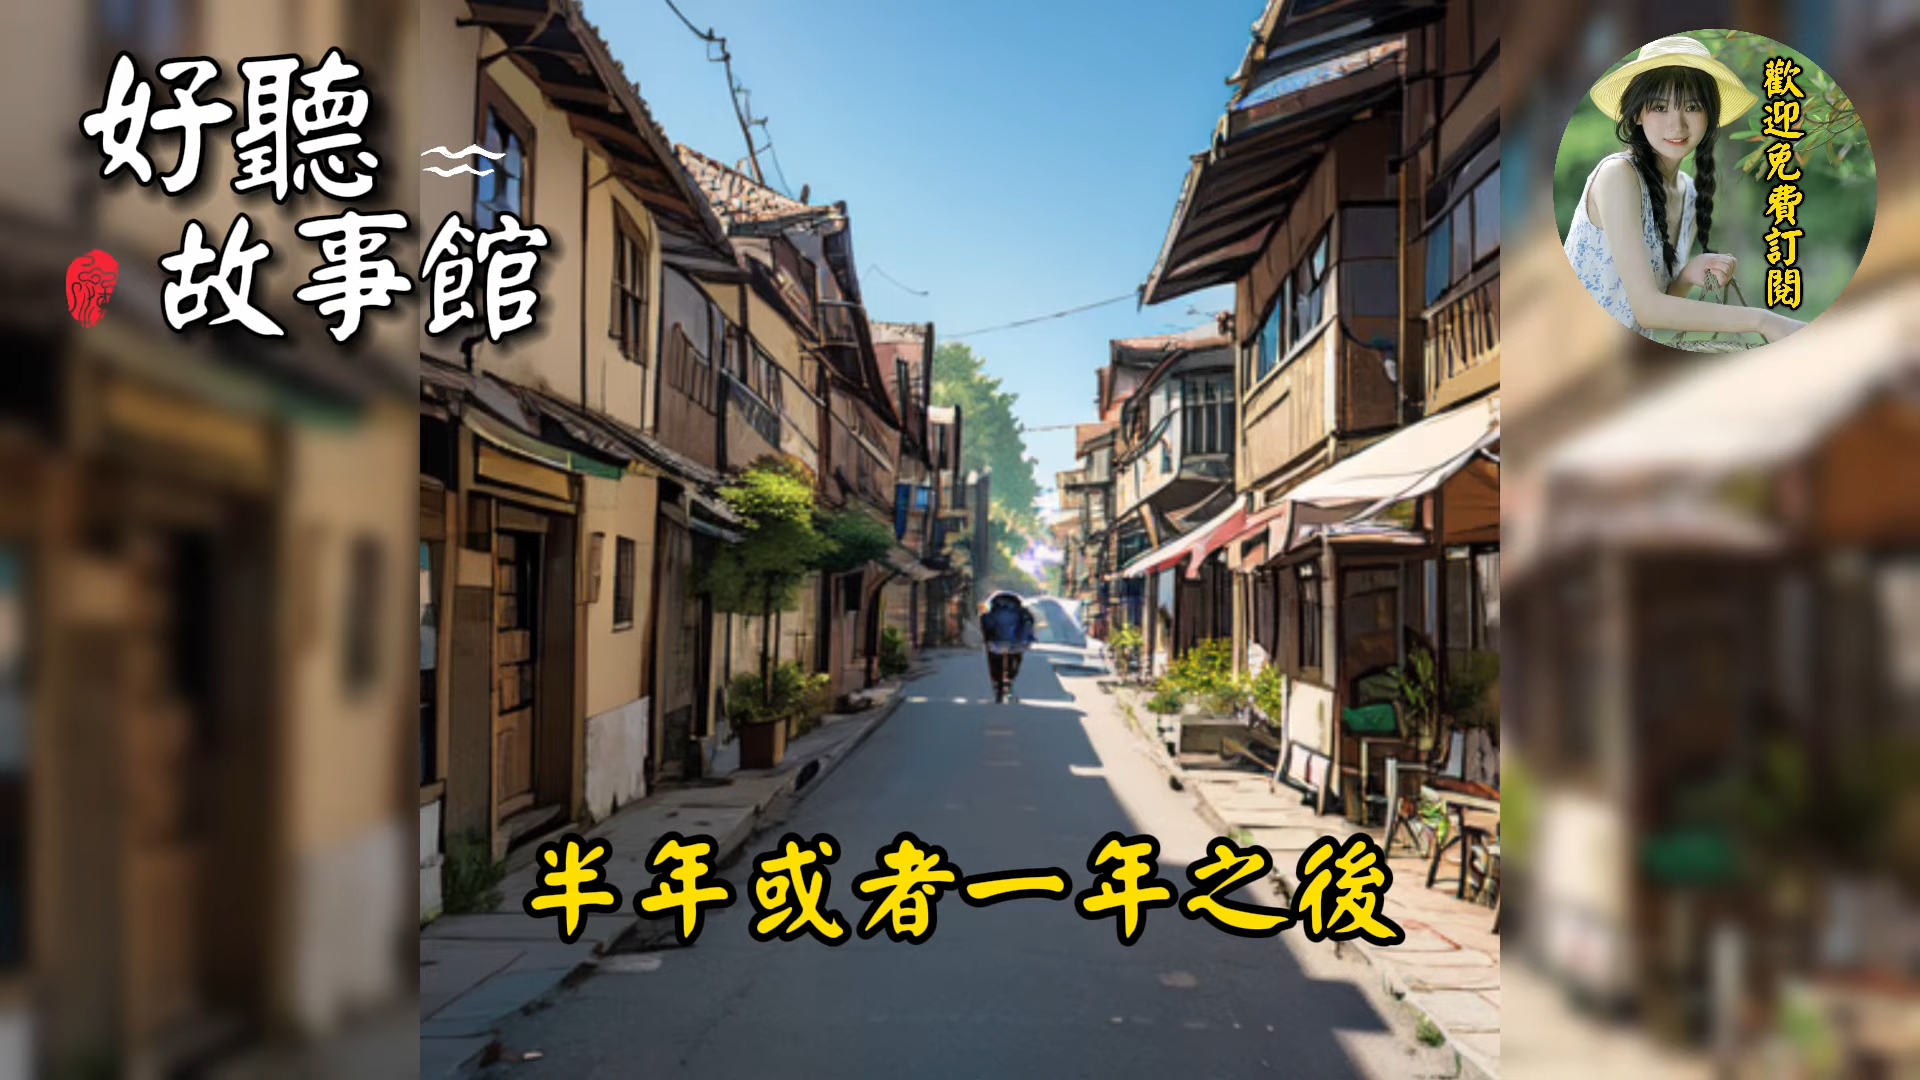 好聽
故事館
歡迎免費訂閱
半年或者一年之後